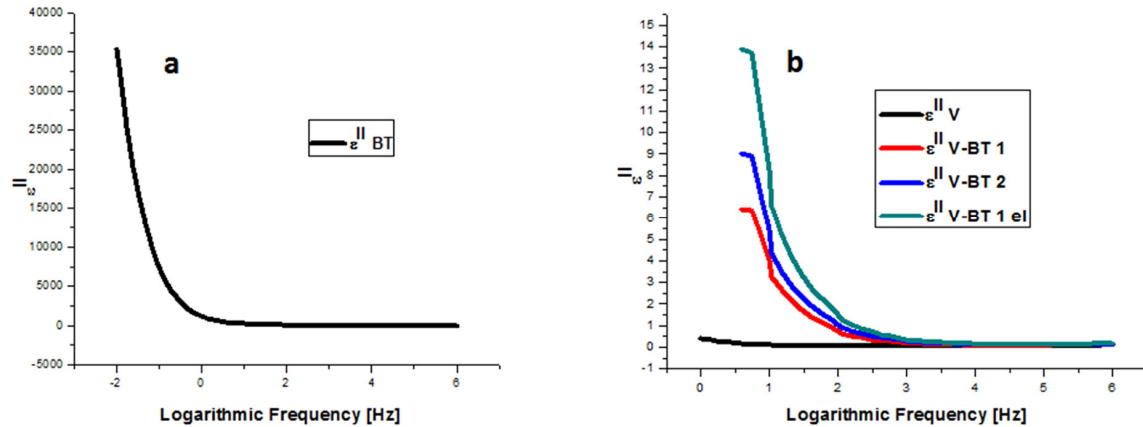 40000
35000
30000
25000
20000
15000
10000
5000
0
-5000
ε^II
a
ε^II BT
-2 0 2 4 6
Logarithmic Frequency [Hz]
15
14
13
12
11
10
9
8
7
6
5
4
3
2
1
0
-1
ε^II
b
ε^II V
ε^II V-BT 1
ε^II V-BT 2
ε^II V-BT 1 el
0 1 2 3 4 5 6
Logarithmic Frequency [Hz]